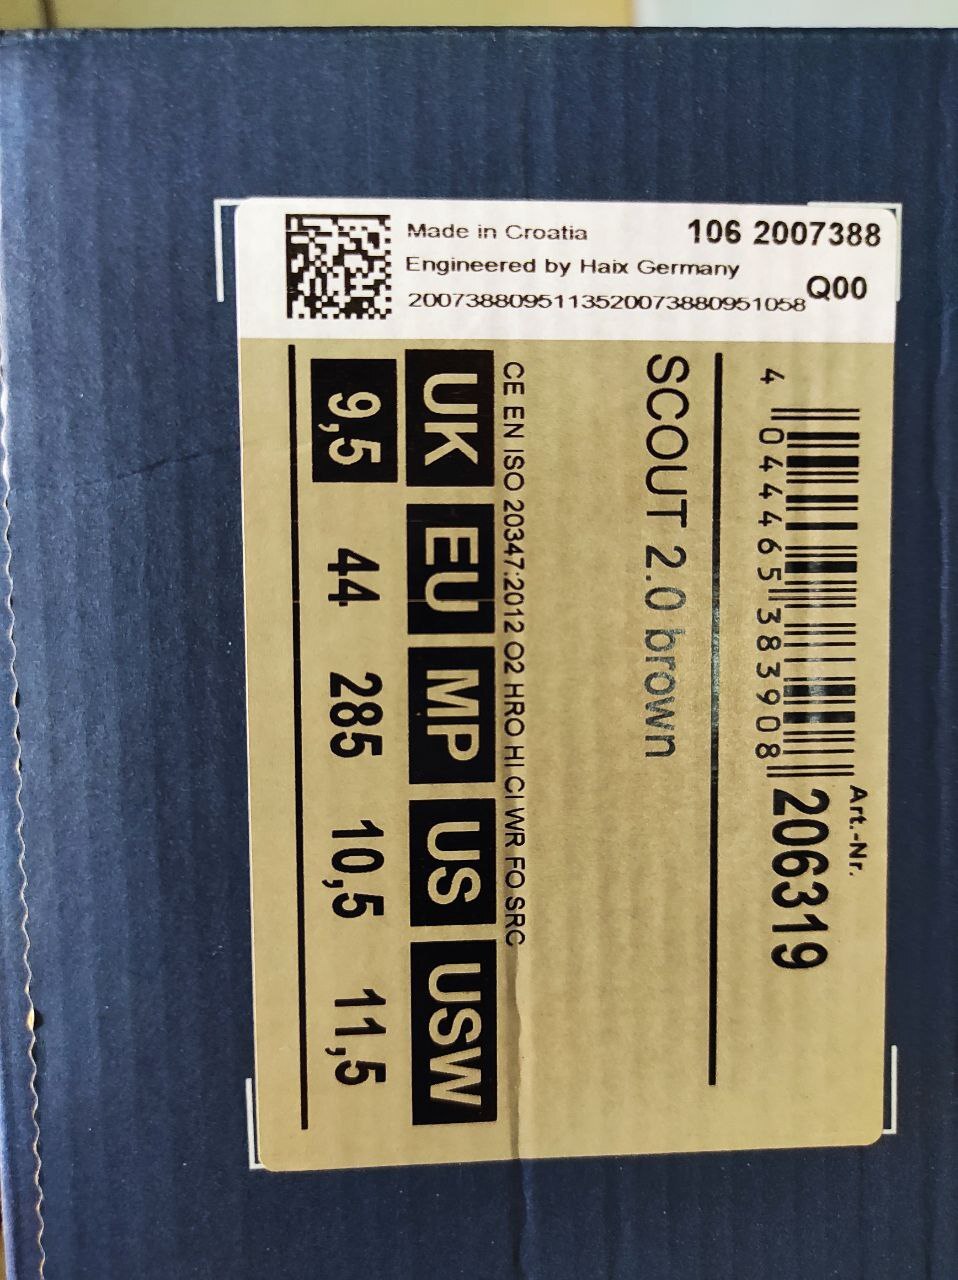 Made in Croatia
106 2007388
Engineered by Haix Germany
Q00
2007388095113520073880951058
4 044465 383908
Art.-Nr.
206319
SCOUT 2.0 brown
CE EN ISO 20347:2012 O2 HRO HI CI WR FO SRC
UK EU MP US USW
9,5 44 285 10,5 11,5